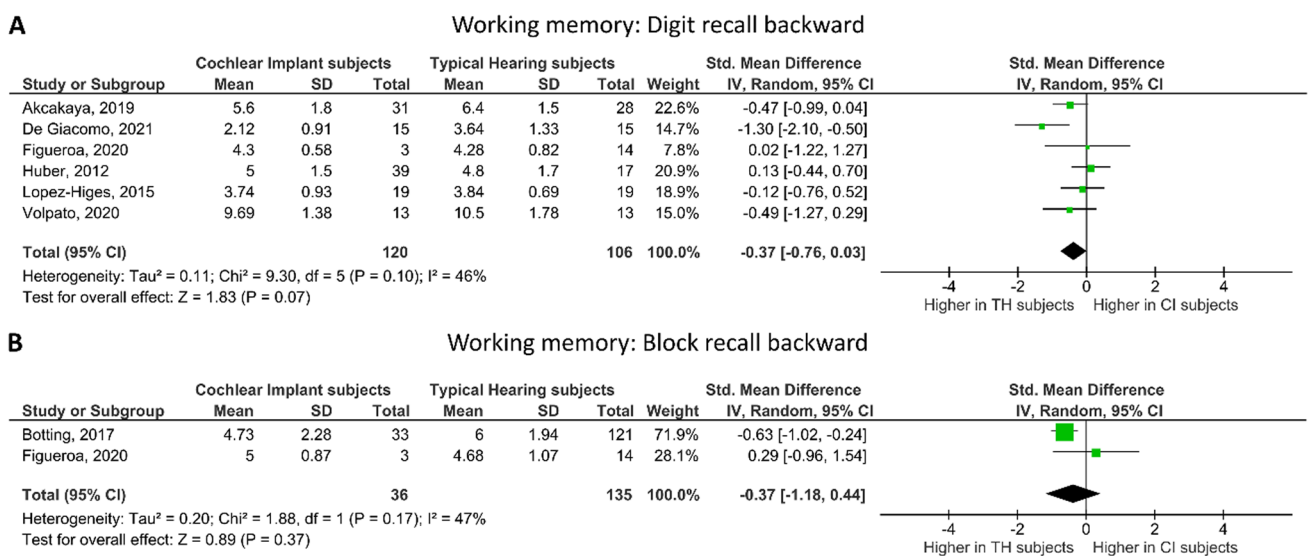 A
Working memory: Digit recall backward
Cochlear Implant subjects Typical Hearing subjects Std. Mean Difference Std. Mean Difference
Study or Subgroup Mean SD Total Mean SD Total Weight IV, Random, 95% CI IV, Random, 95% CI
Akcakaya, 2019 5.6 1.8 31 6.4 1.5 28 22.6% -0.47 [-0.99, 0.04]
De Giacomo, 2021 2.12 0.91 15 3.64 1.33 15 14.7% -1.30 [-2.10, -0.50]
Figueroa, 2020 4.3 0.58 3 4.28 0.82 14 7.8% 0.02 [-1.22, 1.27]
Huber, 2012 5 1.5 39 4.8 1.7 17 20.9% 0.13 [-0.44, 0.70]
Lopez-Higes, 2015 3.74 0.93 19 3.84 0.69 19 18.9% -0.12 [-0.76, 0.52]
Volpato, 2020 9.69 1.38 13 10.5 1.78 13 15.0% -0.49 [-1.27, 0.29]
Total (95% CI) 120 106 100.0% -0.37 [-0.76, 0.03]
Heterogeneity: Tau² = 0.11; Chi² = 9.30, df = 5 (P = 0.10); I² = 46%
Test for overall effect: Z = 1.83 (P = 0.07)
-4 -2 0 2 4
Higher in TH subjects Higher in CI subjects
B
Working memory: Block recall backward
Cochlear Implant subjects Typical Hearing subjects Std. Mean Difference Std. Mean Difference
Study or Subgroup Mean SD Total Mean SD Total Weight IV, Random, 95% CI IV, Random, 95% CI
Botting, 2017 4.73 2.28 33 6 1.94 121 71.9% -0.63 [-1.02, -0.24]
Figueroa, 2020 5 0.87 3 4.68 1.07 14 28.1% 0.29 [-0.96, 1.54]
Total (95% CI) 36 135 100.0% -0.37 [-1.18, 0.44]
Heterogeneity: Tau² = 0.20; Chi² = 1.88, df = 1 (P = 0.17); I² = 47%
Test for overall effect: Z = 0.89 (P = 0.37)
-4 -2 0 2 4
Higher in TH subjects Higher in CI subjects